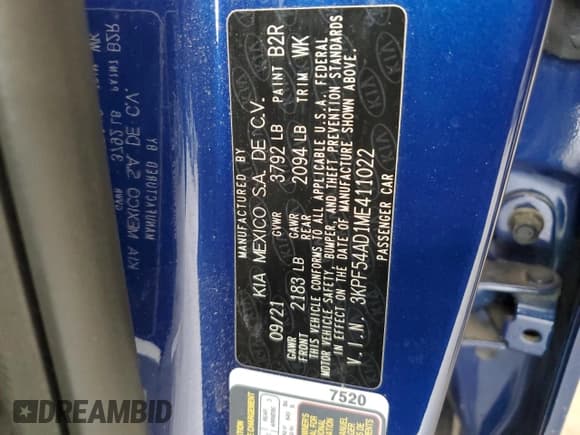 MANUFACTURED BY
KIA MEXICO S.A. DE C.V.
09/21 GVWR 3792 LB PAINT B2R
GAWR FRONT 2183 LB GAWR REAR 2094 LB TRIM WK
THIS VEHICLE CONFORMS TO ALL APPLICABLE U.S.A. FEDERAL
MOTOR VEHICLE SAFETY, BUMPER, AND THEFT PREVENTION STANDARDS
IN EFFECT ON THE DATE OF MANUFACTURE SHOWN ABOVE.
V.I.N. 3KPF54AD1ME411022
PASSENGER CAR
7520
DREAMBID